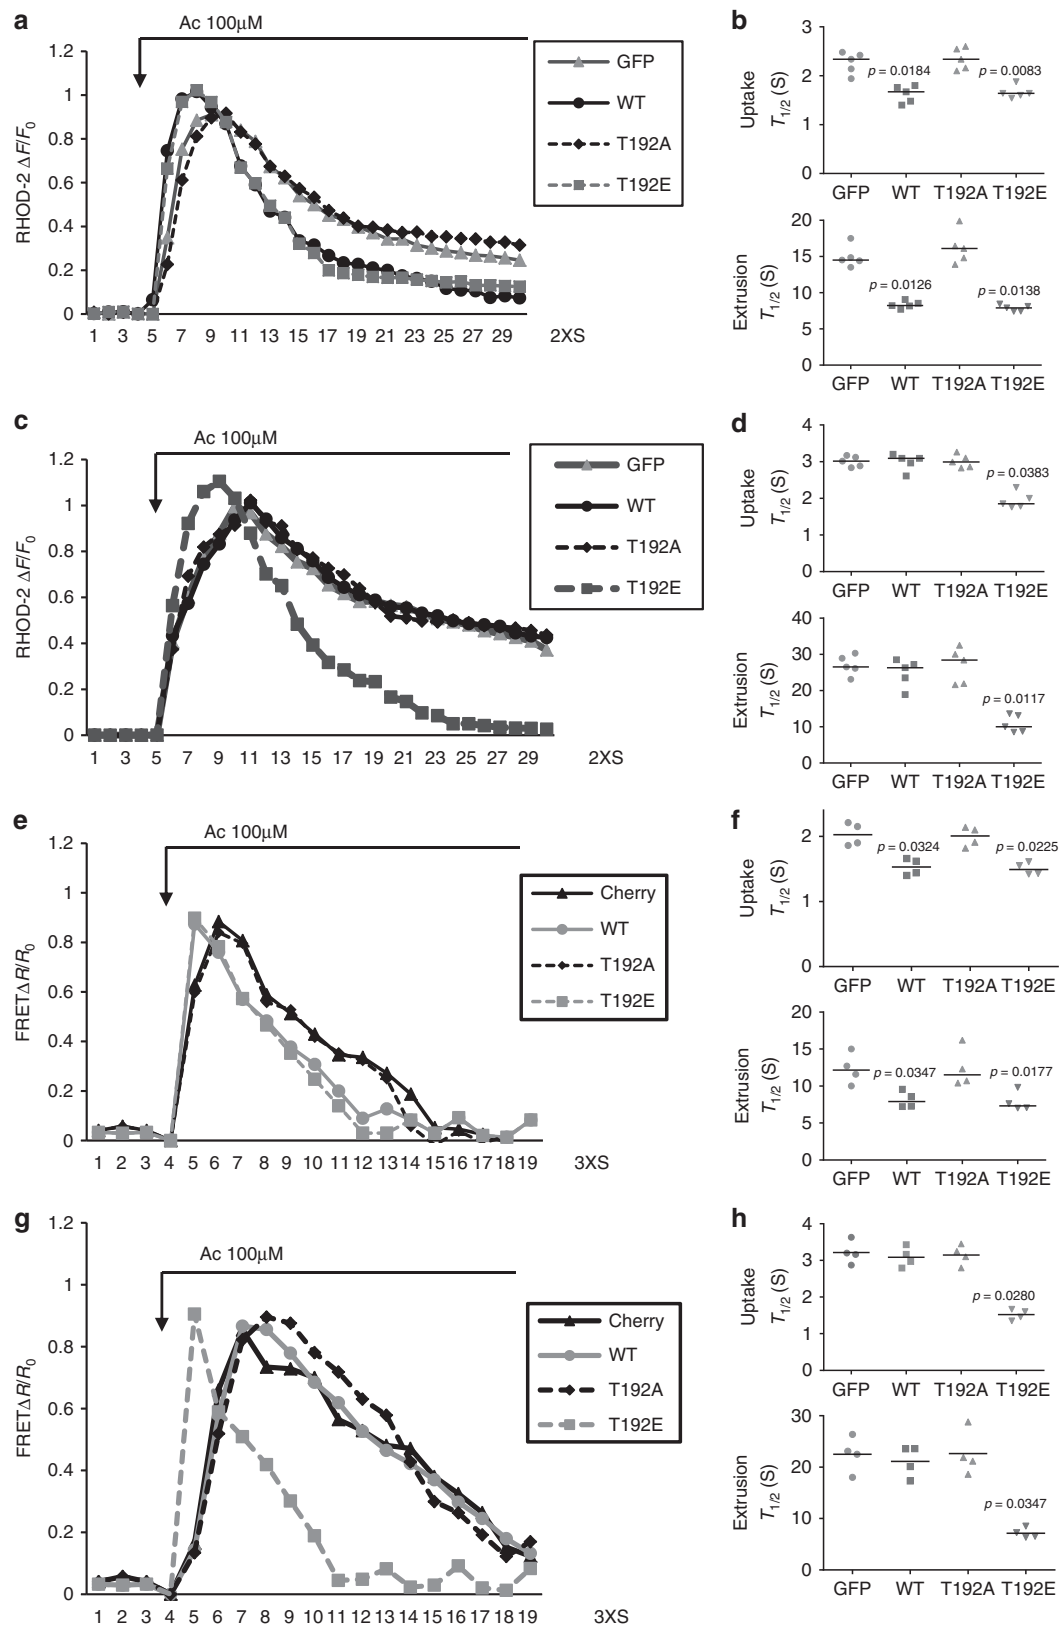 a
Ac 100μM
RHOD-2 ΔF/F0
1.2
1
0.8
0.6
0.4
0.2
0
1 3 5 7 9 11 13 15 17 19 21 23 25 27 29 2XS
GFP
WT
T192A
T192E
b
Uptake
T1/2 (S)
3
2
1
0
p = 0.0184
p = 0.0083
GFP WT T192A T192E
Extrusion
T1/2 (S)
20
15
10
5
0
p = 0.0126
p = 0.0138
GFP WT T192A T192E
c
Ac 100μM
RHOD-2 ΔF/F0
1.2
1
0.8
0.6
0.4
0.2
0
1 3 5 7 9 11 13 15 17 19 21 23 25 27 29 2XS
GFP
WT
T192A
T192E
d
Uptake
T1/2 (S)
4
3
2
1
0
p = 0.0383
GFP WT T192A T192E
Extrusion
T1/2 (S)
40
30
20
10
0
p = 0.0117
GFP WT T192A T192E
e
Ac 100μM
FRETΔR/R0
1.2
1
0.8
0.6
0.4
0.2
0
1 2 3 4 5 6 7 8 9 10 11 12 13 14 15 16 17 18 19 3XS
Cherry
WT
T192A
T192E
f
Uptake
T1/2 (S)
2
1
0
p = 0.0324
p = 0.0225
GFP WT T192A T192E
Extrusion
T1/2 (S)
20
15
10
5
0
p = 0.0347
p = 0.0177
GFP WT T192A T192E
g
Ac 100μM
FRETΔR/R0
1.2
1
0.8
0.6
0.4
0.2
0
1 2 3 4 5 6 7 8 9 10 11 12 13 14 15 16 17 18 19 3XS
Cherry
WT
T192A
T192E
h
Uptake
T1/2 (S)
4
3
2
1
0
p = 0.0280
GFP WT T192A T192E
Extrusion
T1/2 (S)
30
20
10
0
p = 0.0347
GFP WT T192A T192E